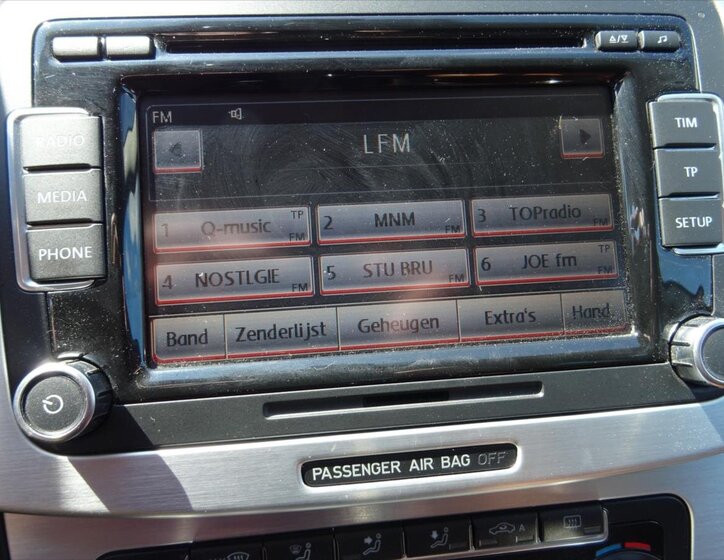 FM
LFM
RADIO
MEDIA
PHONE
TIM
TP
SETUP
1 Q-music TP FM
2 MNM FM
3 TOPradio FM
4 NOSTLGIE FM
5 STU BRU FM
6 JOE fm TP FM
Band Zenderlijst Geheugen Extra's Hand
PASSENGER AIR BAG OFF
A